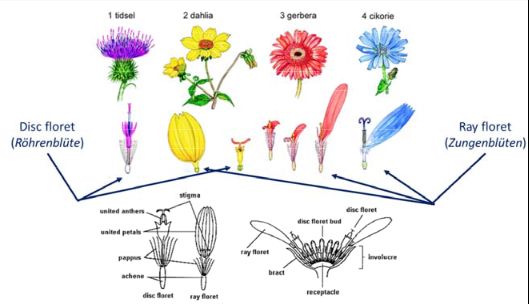 1 tidsel
2 dahlia
3 gerbera
4 cikorie
Disc floret
(Röhrenblüte)
Ray floret
(Zungenblüten)
stigma
united anthers
united petals
pappus
achene
disc floret
ray floret
disc floret
disc floret bud
ray floret
involucre
bract
receptacle